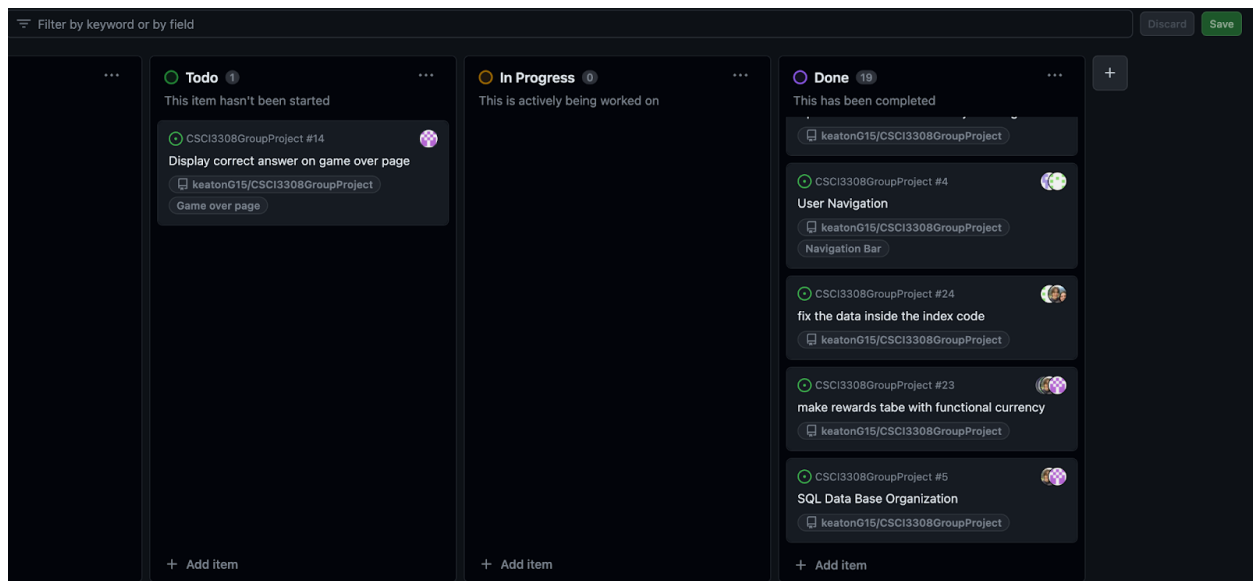 Filter by keyword or by field
Discard
Save
Todo 1
This item hasn't been started
CSCI3308GroupProject #14
Display correct answer on game over page
keatonG15/CSCI3308GroupProject
Game over page
Add item
In Progress 0
This is actively being worked on
Add item
Done 19
This has been completed
keatonG15/CSCI3308GroupProject
CSCI3308GroupProject #4
User Navigation
keatonG15/CSCI3308GroupProject
Navigation Bar
CSCI3308GroupProject #24
fix the data inside the index code
keatonG15/CSCI3308GroupProject
CSCI3308GroupProject #23
make rewards tabe with functional currency
keatonG15/CSCI3308GroupProject
CSCI3308GroupProject #5
SQL Data Base Organization
keatonG15/CSCI3308GroupProject
Add item